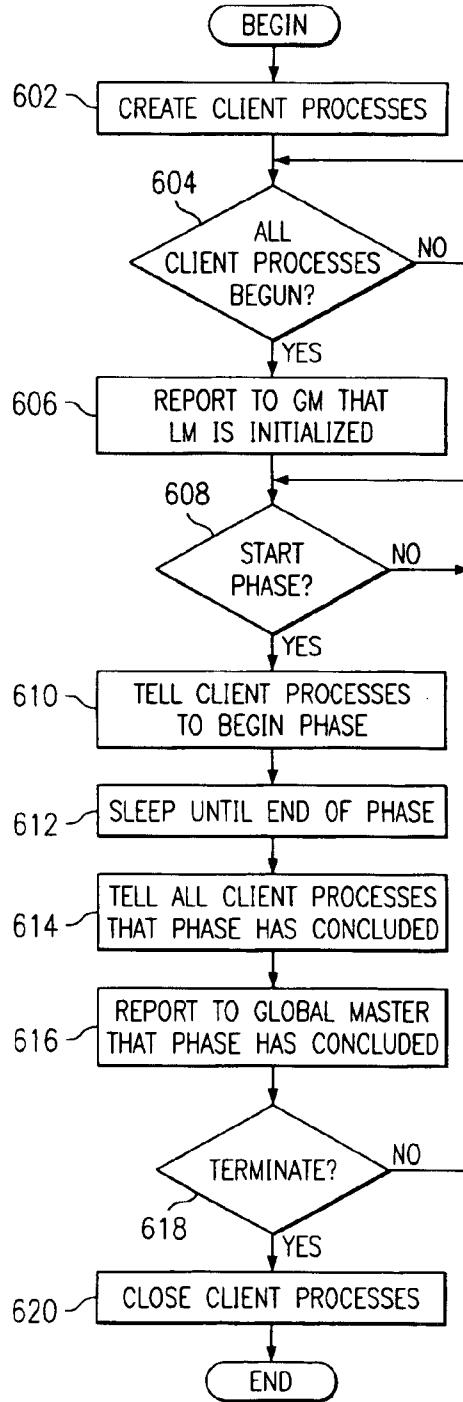 BEGIN
602
CREATE CLIENT PROCESSES
604
ALL
CLIENT PROCESSES
BEGUN?
NO
YES
606
REPORT TO GM THAT
LM IS INITIALIZED
608
START
PHASE?
NO
YES
610
TELL CLIENT PROCESSES
TO BEGIN PHASE
612
SLEEP UNTIL END OF PHASE
614
TELL ALL CLIENT PROCESSES
THAT PHASE HAS CONCLUDED
616
REPORT TO GLOBAL MASTER
THAT PHASE HAS CONCLUDED
TERMINATE?
NO
618
YES
620
CLOSE CLIENT PROCESSES
END